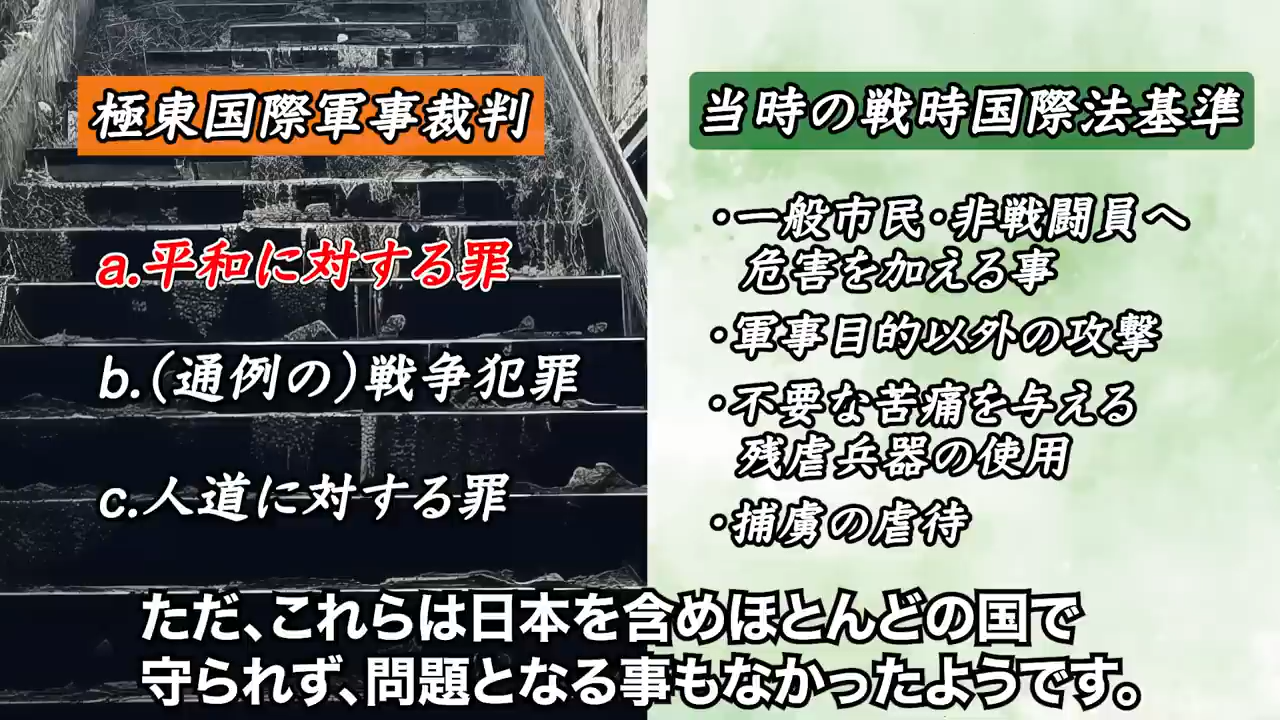 極東国際軍事裁判
a.平和に対する罪
b.(通例の)戦争犯罪
c.人道に対する罪
当時の戦時国際法基準
・一般市民・非戦闘員へ
危害を加える事
・軍事目的以外の攻撃
・不要な苦痛を与える
残虐兵器の使用
・捕虜の虐待
ただ、これらは日本を含めほとんどの国で
守られず、問題となる事もなかったようです。